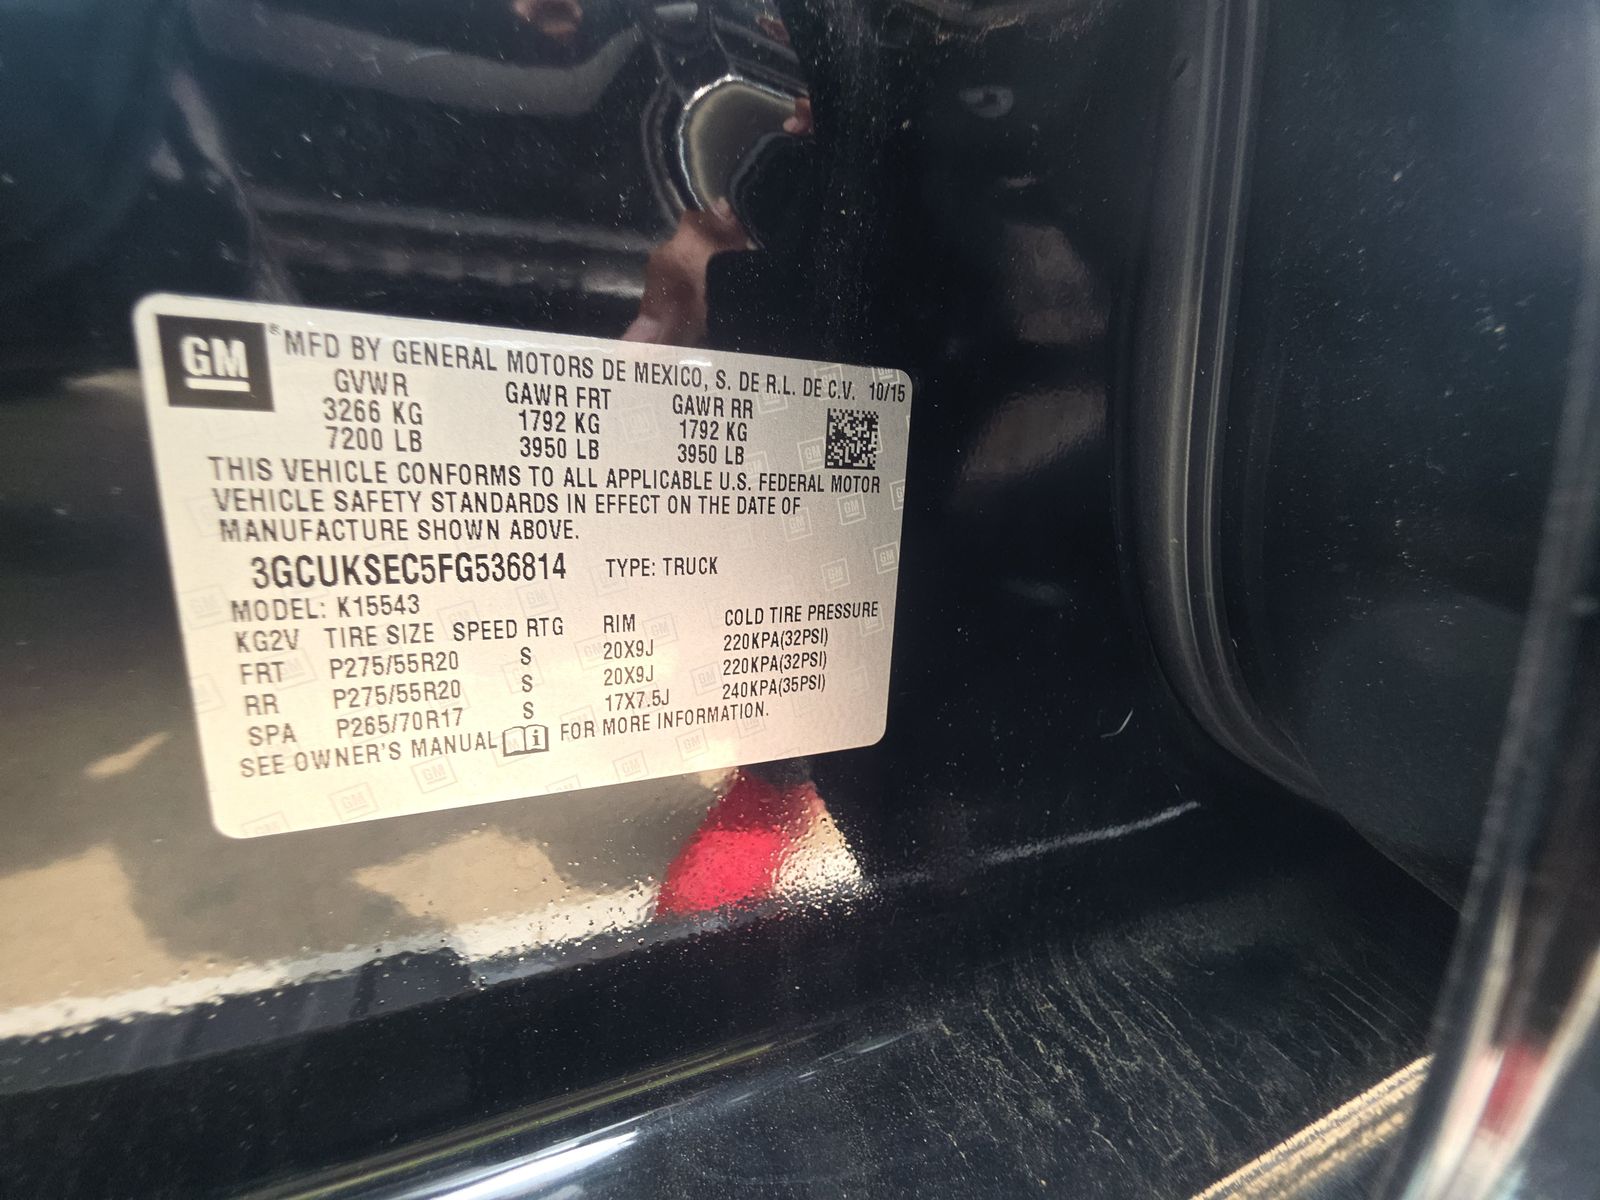 GM ® MFD BY GENERAL MOTORS DE MEXICO, S. DE R.L. DE C.V. 10/15
GVWR GAWR FRT GAWR RR
3266 KG 1792 KG 1792 KG
7200 LB 3950 LB 3950 LB
THIS VEHICLE CONFORMS TO ALL APPLICABLE U.S. FEDERAL MOTOR
VEHICLE SAFETY STANDARDS IN EFFECT ON THE DATE OF
MANUFACTURE SHOWN ABOVE.
3GCUKSEC5FG536814 TYPE: TRUCK
MODEL: K15543
KG2V TIRE SIZE SPEED RTG RIM COLD TIRE PRESSURE
FRT P275/55R20 S 20X9J 220KPA(32PSI)
RR P275/55R20 S 20X9J 220KPA(32PSI)
SPA P265/70R17 S 17X7.5J 240KPA(35PSI)
SEE OWNER'S MANUAL i FOR MORE INFORMATION.